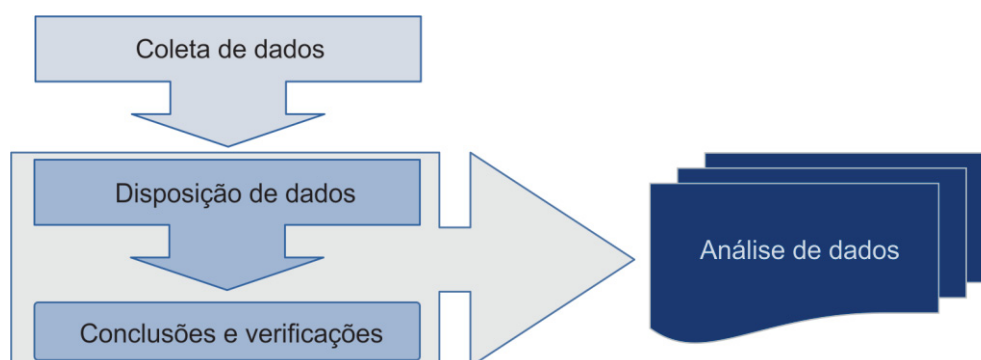 Coleta de dados
Disposição de dados
Análise de dados
Conclusões e verificações